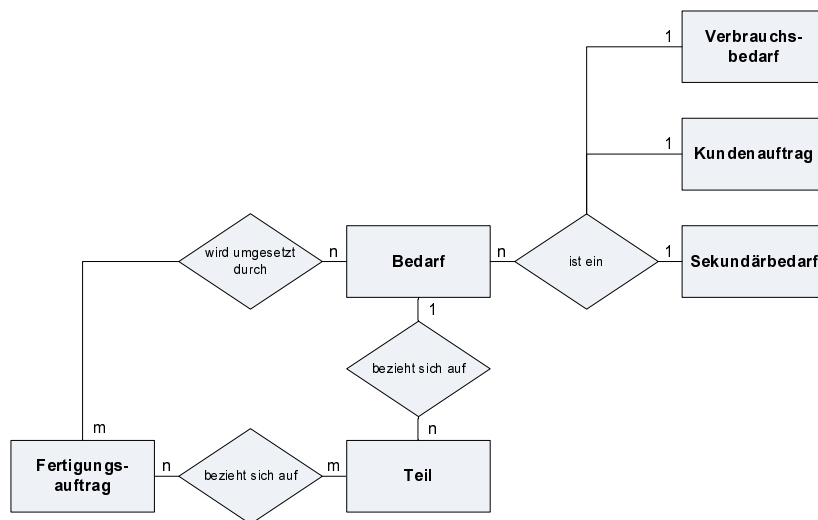 1
Verbrauchs-
bedarf
1
Kundenauftrag
wird umgesetzt
durch
n
Bedarf
n
ist ein
1
Sekundärbedarf
1
bezieht sich auf
m
n
Fertigungs-
auftrag
n
bezieht sich auf
m
Teil